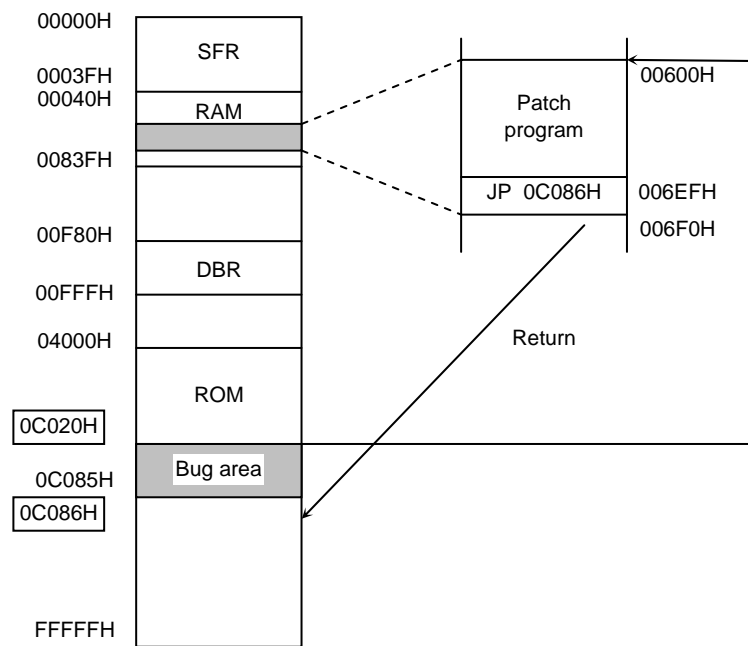 00000H
SFR
0003FH
00040H
RAM
0083FH
00F80H
DBR
00FFFH
04000H
ROM
0C020H
Bug area
0C085H
0C086H
FFFFFH
00600H
Patch
program
JP 0C086H
006EFH
006F0H
Return